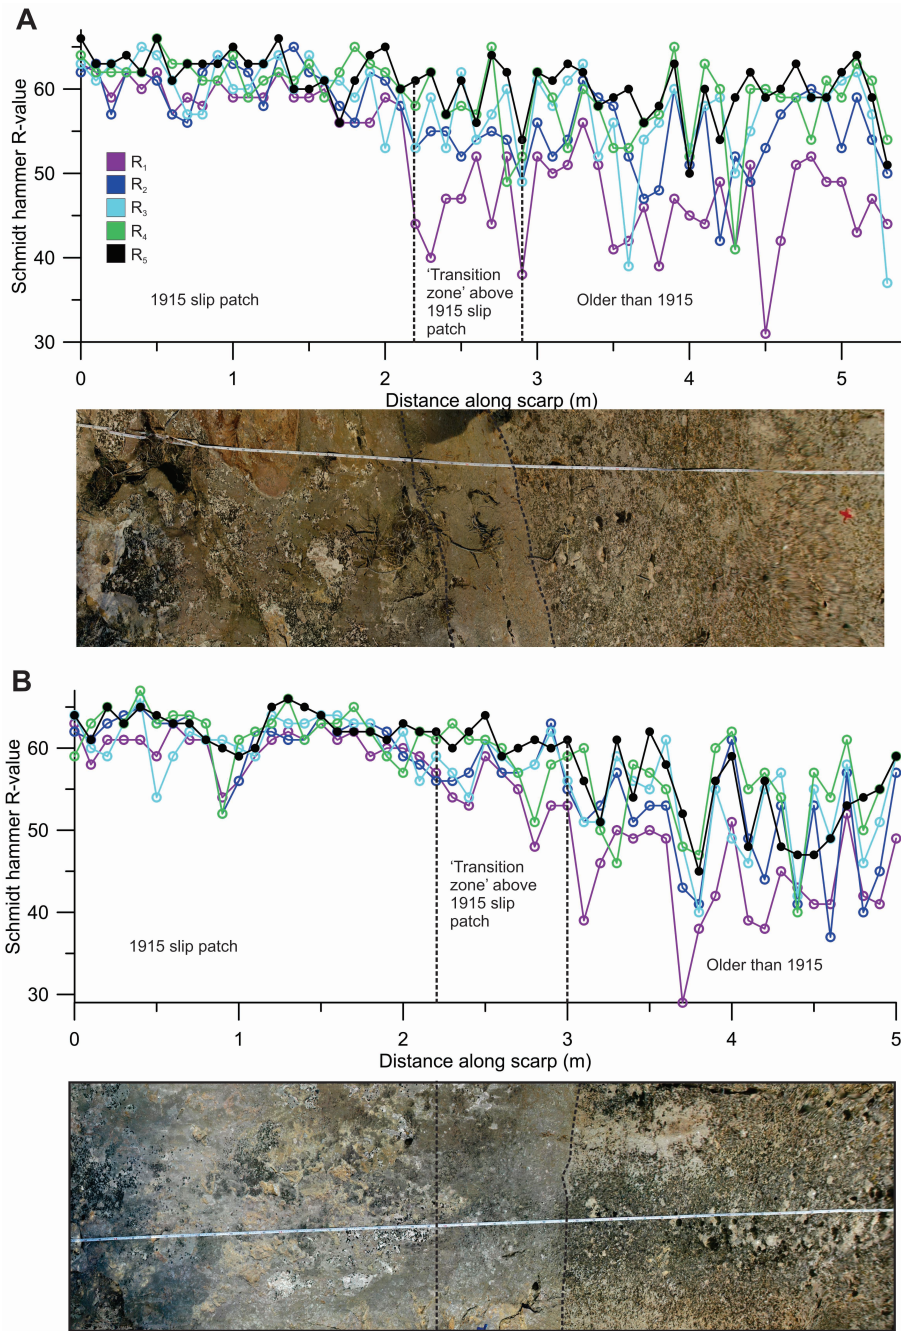 A
Schmidt hammer R-value
60
50
40
30
R1
R2
R3
R4
R5
1915 slip patch
'Transition
zone' above
1915 slip
patch
Older than 1915
0
1
2
3
4
5
Distance along scarp (m)
B
Schmidt hammer R-value
60
50
40
30
'Transition
zone' above
1915 slip
patch
1915 slip patch
Older than 1915
0
1
2
3
4
5
Distance along scarp (m)